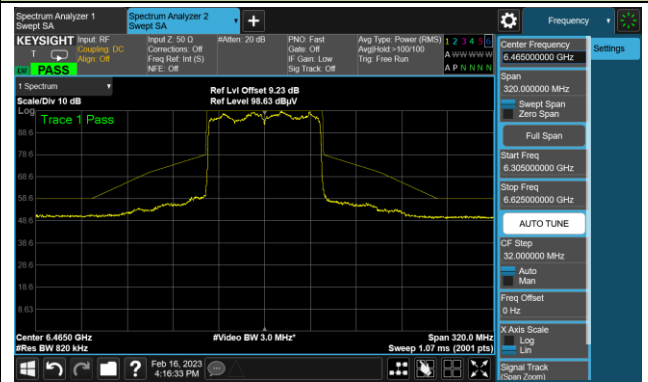 Spectrum Analyzer 1
Swept SA
Spectrum Analyzer 2
Swept SA
Frequency
KEYSIGHT
Input: RF
Coupling: DC
Align: Off
Input Z: 50 Ω
Corrections: Off
Freq Ref: Int (S)
NFE: Off
#Atten: 20 dB
PNO: Fast
Gate: Off
IF Gain: Low
Sig Track: Off
Avg Type: Power (RMS)
Avg|Hold:>100/100
Trig: Free Run
1 2 3 4 5 6
A W W W W W
A P N N N N
T
LW PASS
1 Spectrum
Scale/Div 10 dB
Ref Lvl Offset 9.23 dB
Ref Level 98.63 dBµV
Log
Trace 1 Pass
88.6
78.6
68.6
58.6
48.6
38.6
28.6
18.6
8.63
Center 6.4650 GHz
#Res BW 820 kHz
#Video BW 3.0 MHz*
Span 320.0 MHz
Sweep 1.07 ms (2001 pts)
Center Frequency
6.465000000 GHz
Settings
Span
320.000000 MHz
Swept Span
Zero Span
Full Span
Start Freq
6.305000000 GHz
Stop Freq
6.625000000 GHz
AUTO TUNE
CF Step
32.000000 MHz
Auto
Man
Freq Offset
0 Hz
X Axis Scale
Log
Lin
Signal Track
(Span Zoom)
?
Feb 16, 2023
4:16:33 PM